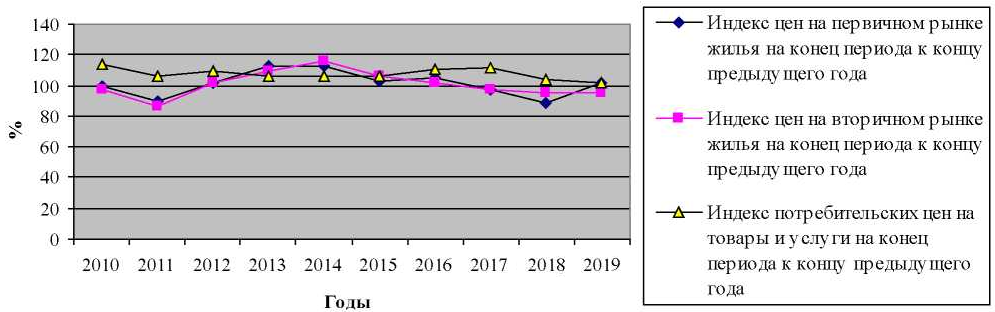 140
120
100
80
60
40
20
0
%
2010 2011 2012 2013 2014 2015 2016 2017 2018 2019
Годы
Индекс цен на первичном рынке
жилья на конец периода к концу
предыдущего года
Индекс цен на вторичном рынке
жилья на конец периода к концу
предыдущего года
Индекс потребительских цен на
товары и услуги на конец
периода к концу предыдущего
года